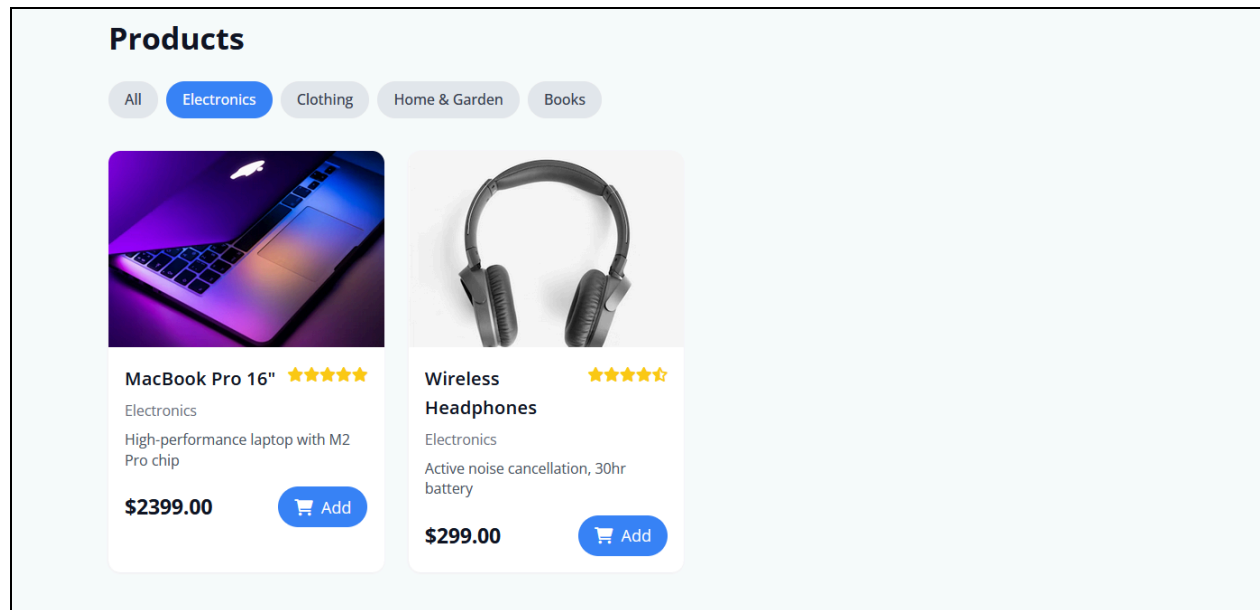 Products
All Electronics Clothing Home & Garden Books
MacBook Pro 16"
Electronics
High-performance laptop with M2
Pro chip
$2399.00 Add
Wireless
Headphones
Electronics
Active noise cancellation, 30hr
battery
$299.00 Add